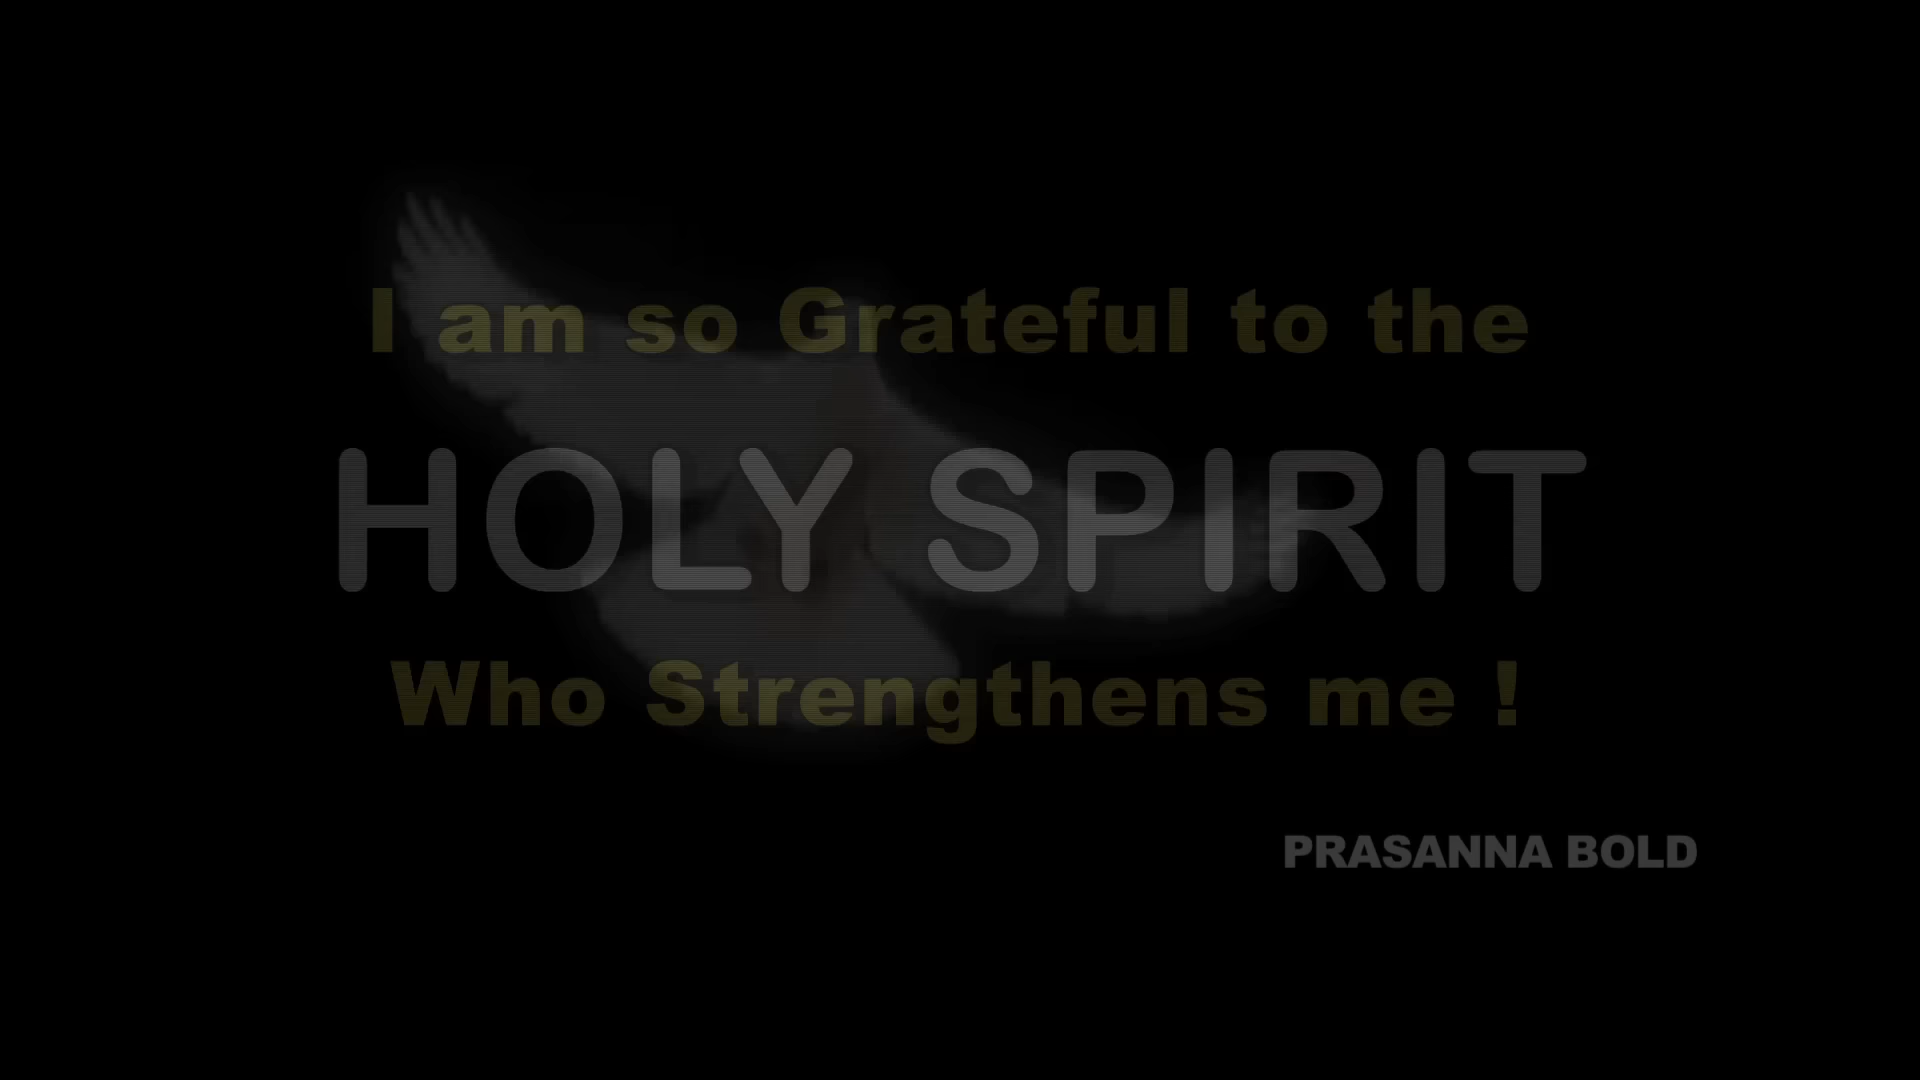 I am so Grateful to the
HOLY SPIRIT
Who Strengthens me !
PRASANNA BOLD